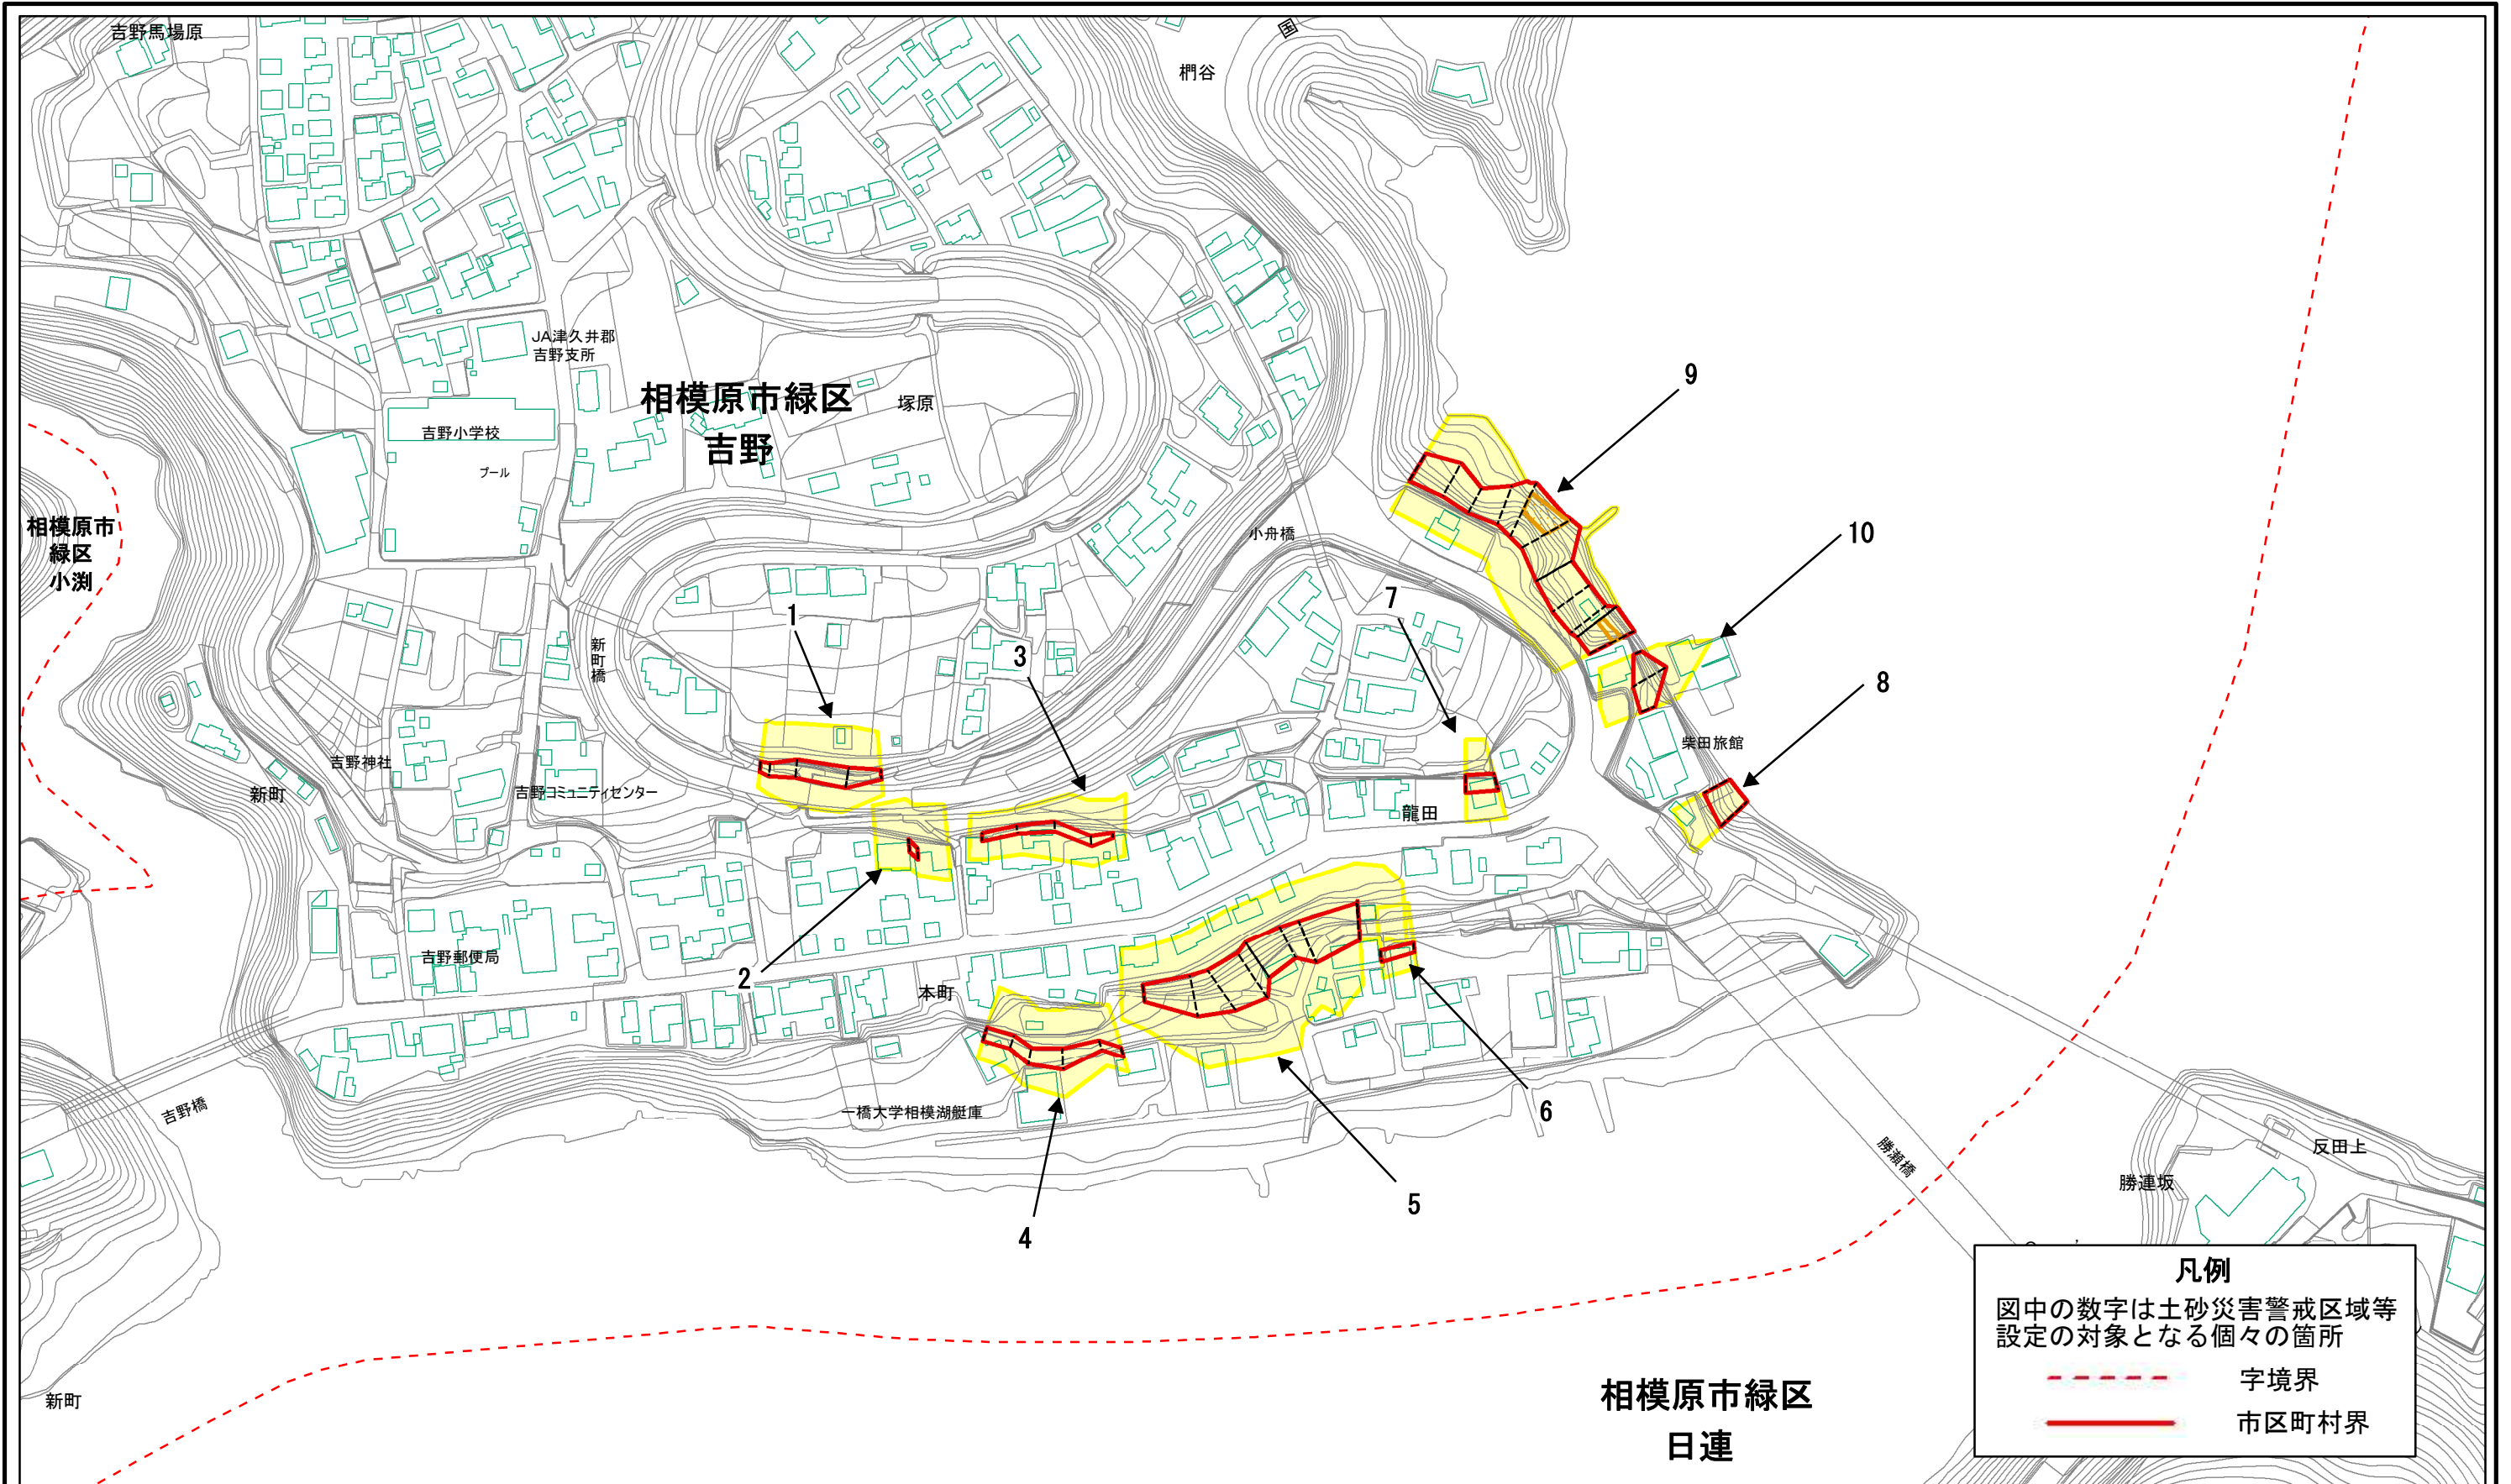 吉野馬場原
国
椚谷
JA津久井郡
吉野支所
相模原市緑区
吉野
塚原
吉野小学校
プール
相模原市
緑区
小渕
小舟橋
9
10
7
1
3
新町橋
8
柴田旅館
吉野神社
新町
吉野コミュニティセンター
龍田
吉野郵便局
2
本町
吉野橋
一橋大学相模湖艇庫
6
5
4
勝瀬橋
反田上
勝連坂
新町
相模原市緑区
日連
凡例
図中の数字は土砂災害警戒区域等
設定の対象となる個々の箇所
字境界
市区町村界